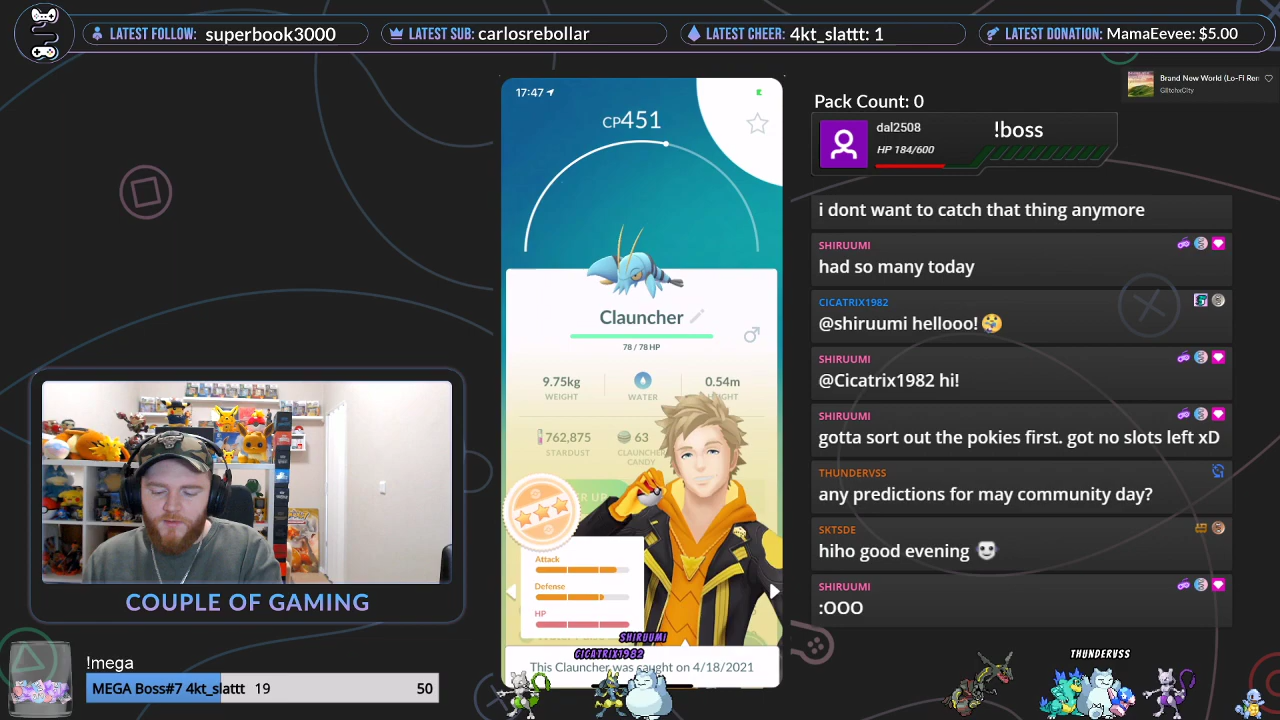 LATEST FOLLOW: superbook3000
LATEST SUB: carlosrebollar
LATEST CHEER: 4kt_slattt: 1
LATEST DONATION: MamaEevee: $5.00
Brand New World (Lo-Fi Rem
GlitchxCity
17:47
CP451
Clauncher
78 / 78 HP
9.75kg
WEIGHT
WATER
0.54m
762,875
STARDUST
63
CLAUNCHER
CANDY
Attack
Defense
HP
This Clauncher was caught on 4/18/2021
SHIRUUMI
CICATRIX1982
Pack Count: 0
dal2508
HP 184/600
!boss
i dont want to catch that thing anymore
SHIRUUMI
had so many today
CICATRIX1982
@shiruumi hellooo!
SHIRUUMI
@Cicatrix1982 hi!
SHIRUUMI
gotta sort out the pokies first. got no slots left xD
THUNDERVSS
any predictions for may community day?
SKTSDE
hiho good evening
SHIRUUMI
:OOO
COUPLE OF GAMING
!mega
MEGA Boss#7 4kt_slattt 19
50
THUNDERVSS